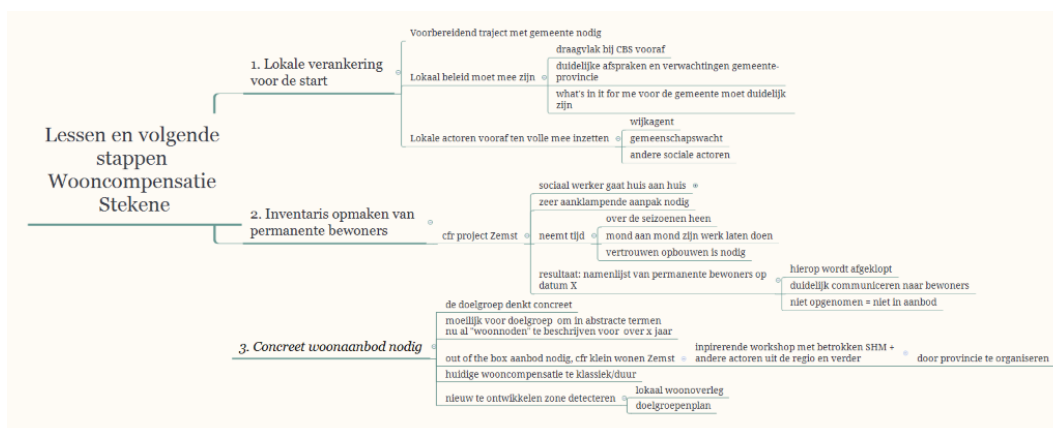 Lessen en volgende
stappen
Wooncompensatie
Stekene
1. Lokale verankering
voor de start
Voorbereidend traject met gemeente nodig
Lokaal beleid moet mee zijn
draagvlak bij CBS vooraf
duidelijke afspraken en verwachtingen gemeente-
provincie
what's in it for me voor de gemeente moet duidelijk
zijn
Lokale actoren vooraf ten volle mee inzetten
wijkagent
gemeenschapswacht
andere sociale actoren
2. Inventaris opmaken van
permanente bewoners
cfr project Zemst
sociaal werker gaat huis aan huis
zeer aanklampende aanpak nodig
neemt tijd
over de seizoenen heen
mond aan mond zijn werk laten doen
vertrouwen opbouwen is nodig
resultaat: namenlijst van permanente bewoners op
datum X
hierop wordt afgeklopt
duidelijk communiceren naar bewoners
niet opgenomen = niet in aanbod
3. Concreet woonaanbod nodig
de doelgroep denkt concreet
moeilijk voor doelgroep om in abstracte termen
nu al "woonnoden" te beschrijven voor over x jaar
out of the box aanbod nodig, cfr klein wonen Zemst
inpirerende workshop met betrokken SHM +
andere actoren uit de regio en verder
door provincie te organiseren
huidige wooncompensatie te klassiek/duur
nieuw te ontwikkelen zone detecteren
lokaal woonoverleg
doelgroepenplan